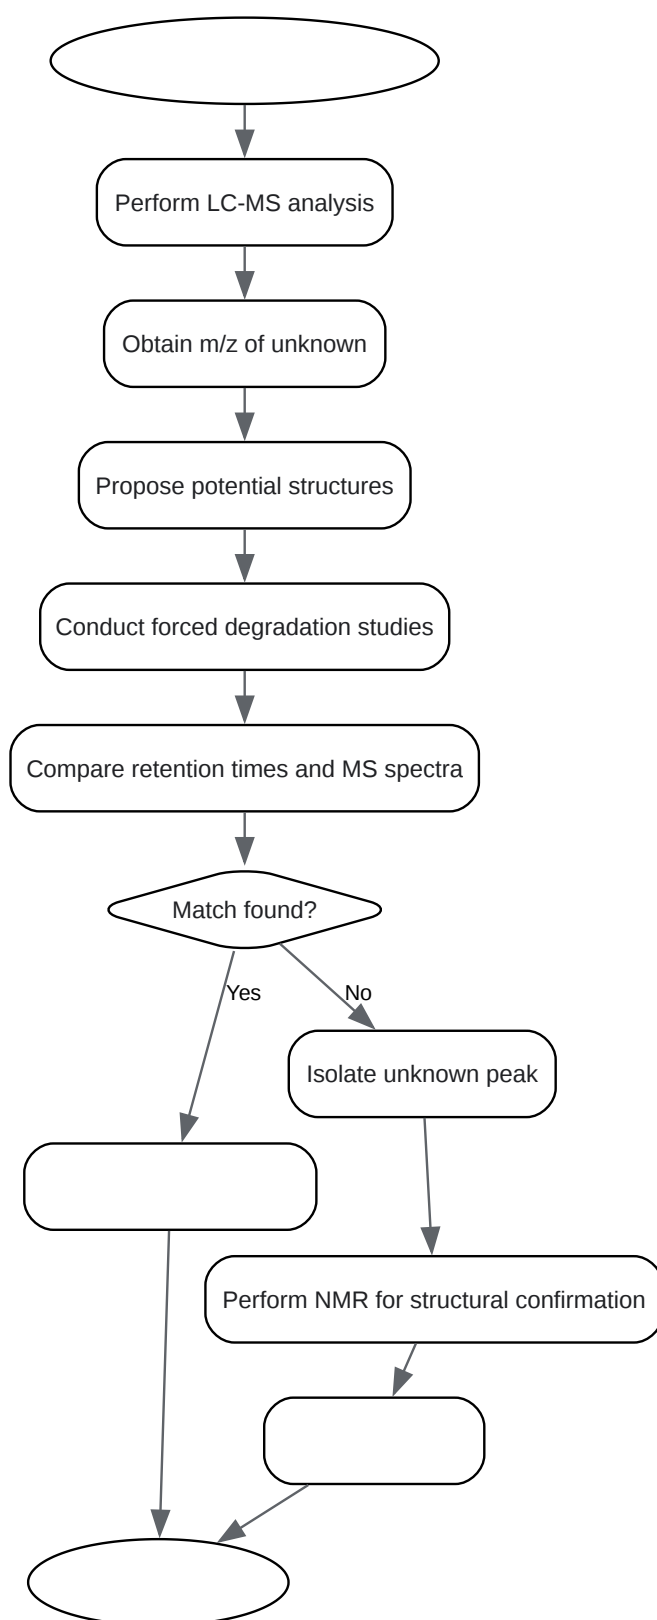 Perform LC-MS analysis
Obtain m/z of unknown
Propose potential structures
Conduct forced degradation studies
Compare retention times and MS spectra
Match found?
Yes
No
Isolate unknown peak
Perform NMR for structural confirmation